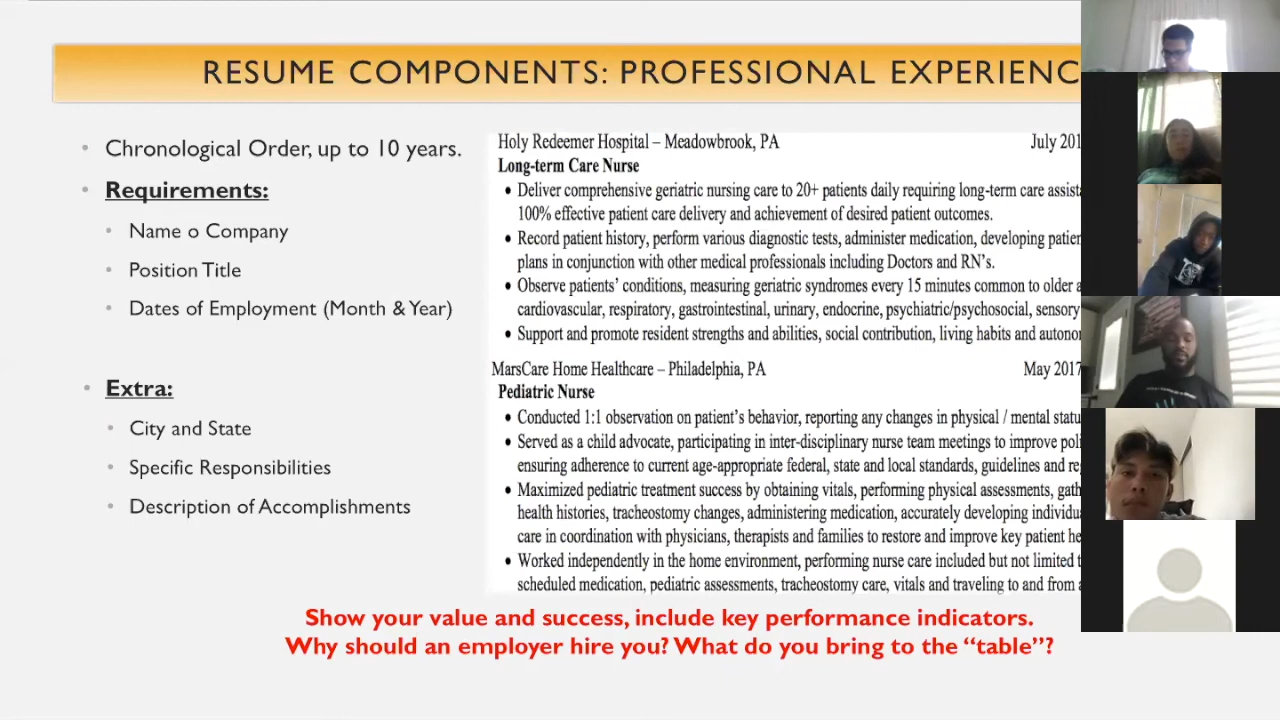 RESUME COMPONENTS: PROFESSIONAL EXPERIENC
• Chronological Order, up to 10 years.
• Requirements:
• Name o Company
• Position Title
• Dates of Employment (Month & Year)
• Extra:
• City and State
• Specific Responsibilities
• Description of Accomplishments
Holy Redeemer Hospital – Meadowbrook, PA July 201
Long-term Care Nurse
• Deliver comprehensive geriatric nursing care to 20+ patients daily requiring long-term care assist
100% effective patient care delivery and achievement of desired patient outcomes.
• Record patient history, perform various diagnostic tests, administer medication, developing patien
plans in conjunction with other medical professionals including Doctors and RN's.
• Observe patients' conditions, measuring geriatric syndromes every 15 minutes common to older a
cardiovascular, respiratory, gastrointestinal, urinary, endocrine, psychiatric/psychosocial, sensory
• Support and promote resident strengths and abilities, social contribution, living habits and autono
MarsCare Home Healthcare – Philadelphia, PA May 2017
Pediatric Nurse
• Conducted 1:1 observation on patient's behavior, reporting any changes in physical / mental statu
• Served as a child advocate, participating in inter-disciplinary nurse team meetings to improve poli
ensuring adherence to current age-appropriate federal, state and local standards, guidelines and re
• Maximized pediatric treatment success by obtaining vitals, performing physical assessments, gath
health histories, tracheostomy changes, administering medication, accurately developing individu
care in coordination with physicians, therapists and families to restore and improve key patient he
• Worked independently in the home environment, performing nurse care included but not limited t
scheduled medication, pediatric assessments, tracheostomy care, vitals and traveling to and from a
Show your value and success, include key performance indicators.
Why should an employer hire you? What do you bring to the “table”?